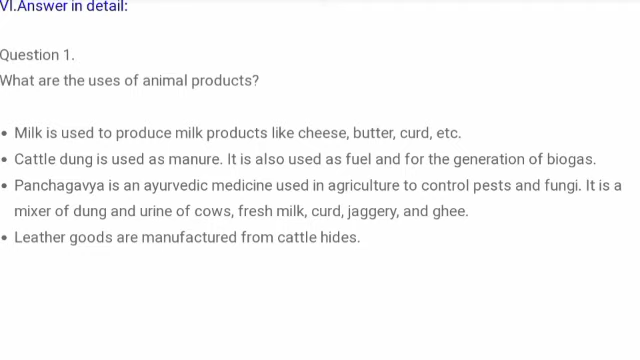 VI.Answer in detail:
Question 1.
What are the uses of animal products?
• Milk is used to produce milk products like cheese, butter, curd, etc.
• Cattle dung is used as manure. It is also used as fuel and for the generation of biogas.
• Panchagavya is an ayurvedic medicine used in agriculture to control pests and fungi. It is a
mixer of dung and urine of cows, fresh milk, curd, jaggery, and ghee.
• Leather goods are manufactured from cattle hides.